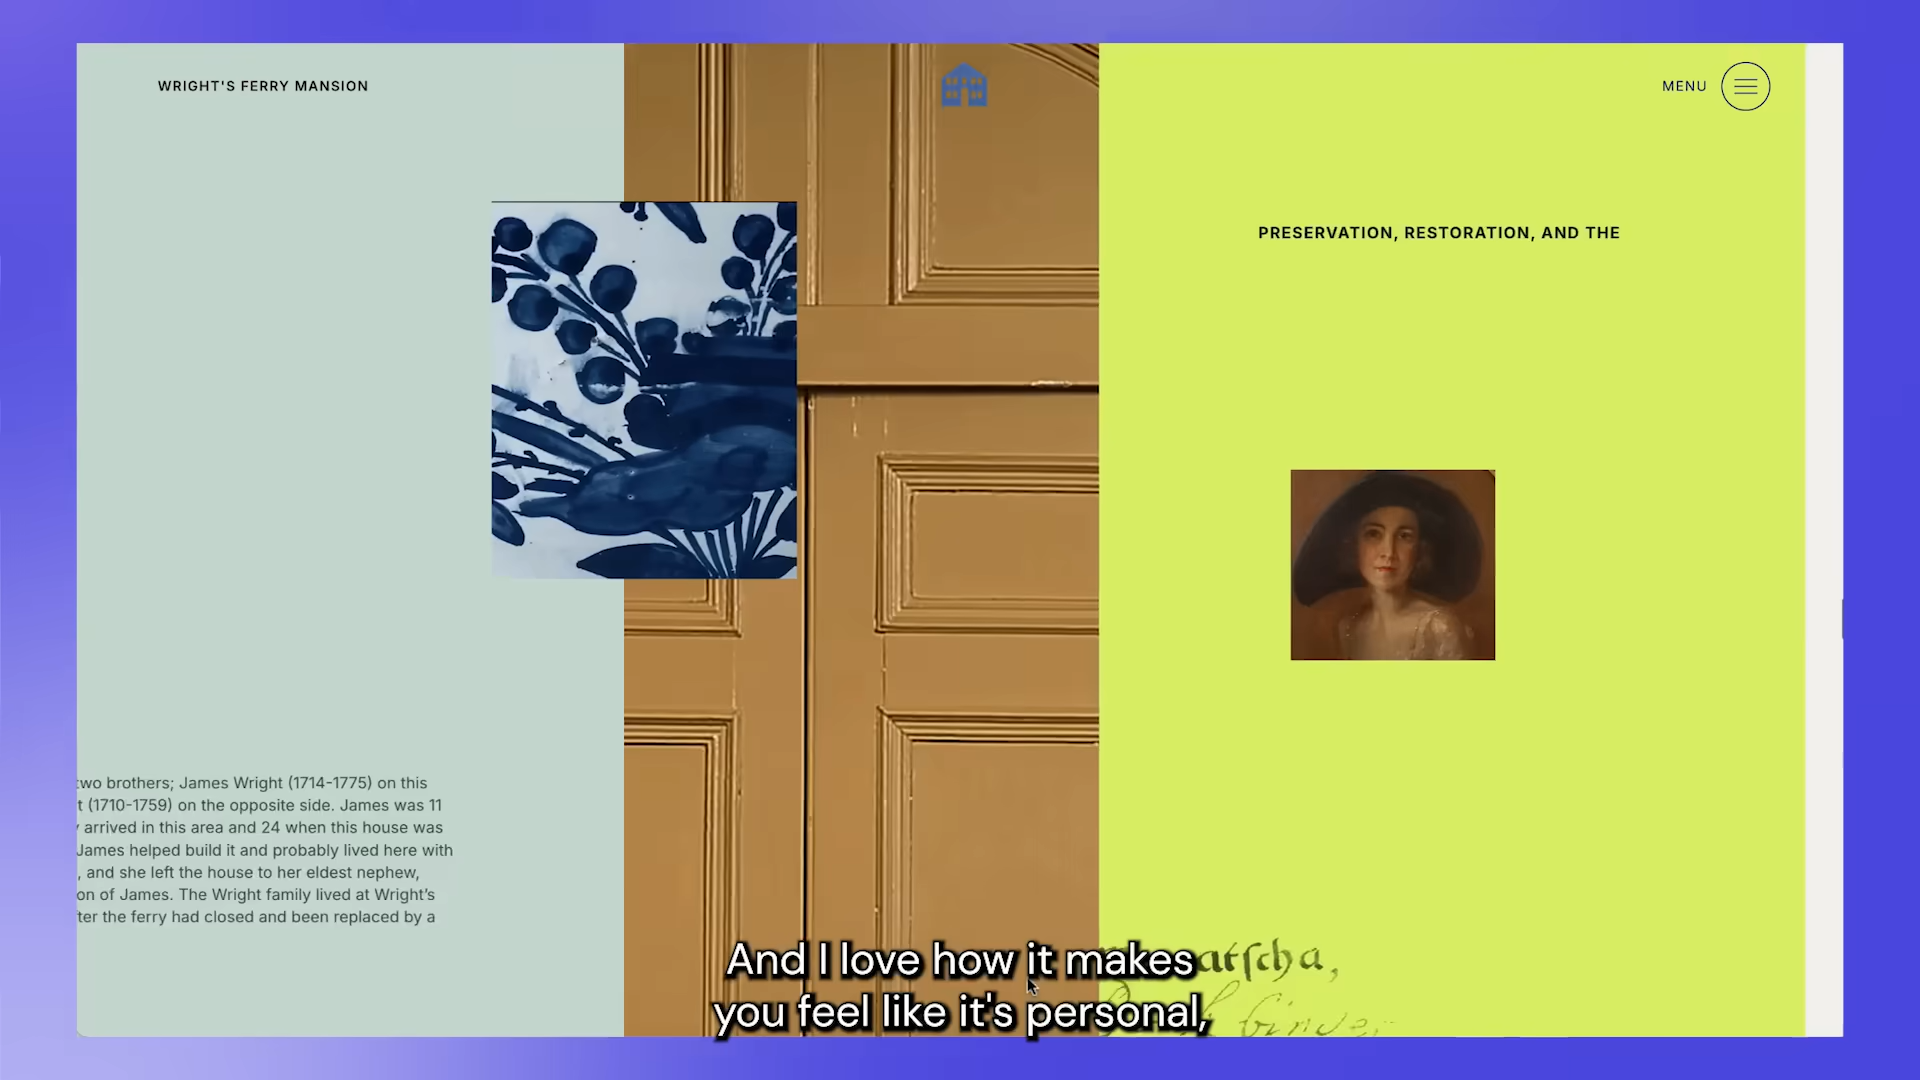 WRIGHT'S FERRY MANSION
MENU
PRESERVATION, RESTORATION, AND THE
two brothers; James Wright (1714-1775) on this
t (1710-1759) on the opposite side. James was 11
arrived in this area and 24 when this house was
James helped build it and probably lived here with
, and she left the house to her eldest nephew,
on of James. The Wright family lived at Wright's
ter the ferry had closed and been replaced by a
atſcha,
And I love how it makes
you feel like it's personal,